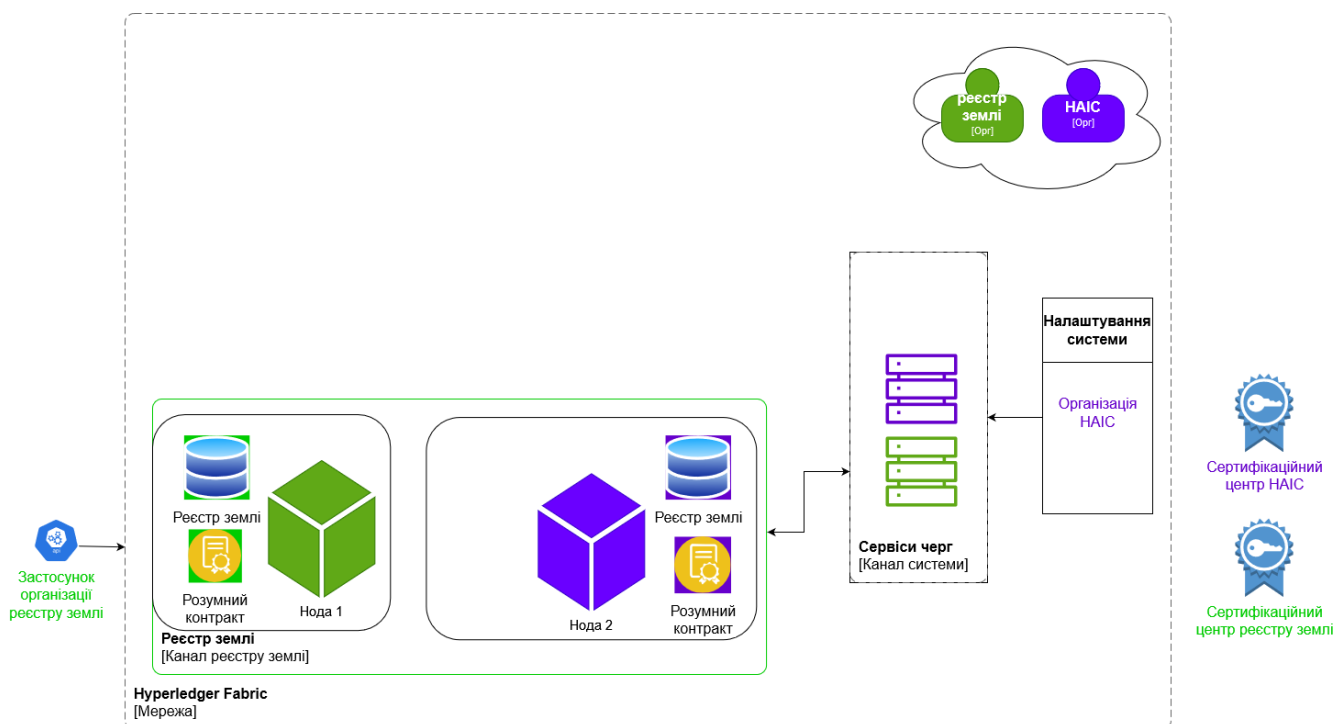 реєстр
землі
[Орг]
НАІС
[Орг]
Налаштування
системи
Організація
НАІС
Сертифікаційний
центр НАІС
Сертифікаційний
центр реєстру землі
Сервіси черг
[Канал системи]
Реєстр землі
Розумний
контракт
Нода 1
Реєстр землі
Розумний
контракт
Нода 2
Реєстр землі
[Канал реєстру землі]
api
Застосунок
організації
реєстру землі
Hyperledger Fabric
[Мережа]